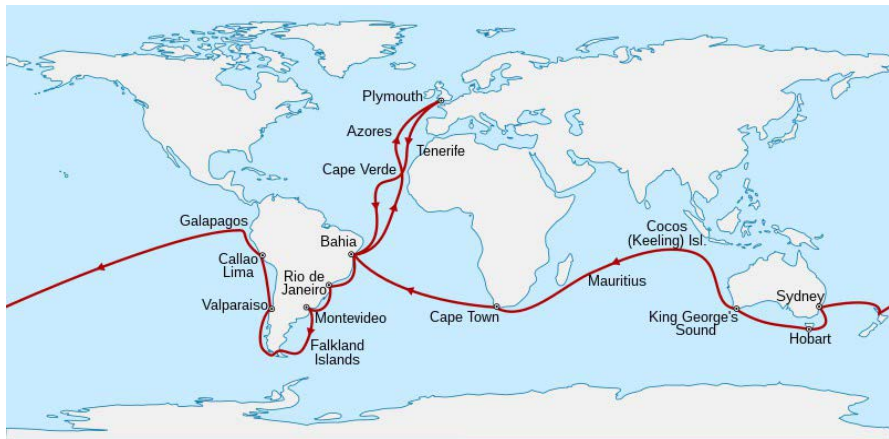 Plymouth
Azores
Tenerife
Cape Verde
Galapagos
Bahia
Cocos
(Keeling) Isl.
Callao
Lima
Rio de
Janeiro
Mauritius
Valparaiso
Montevideo
Cape Town
King George's
Sound
Sydney
Hobart
Falkland
Islands